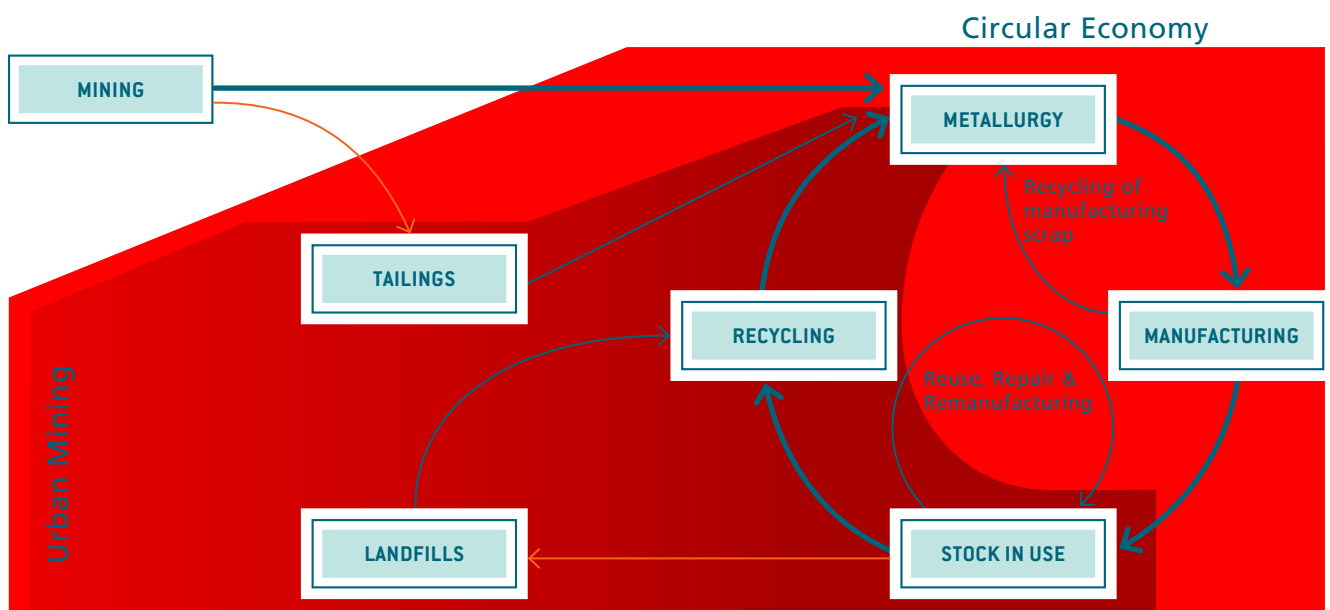 Circular Economy
MINING
METALLURGY
Recycling of
manufacturing
scrap
TAILINGS
RECYCLING
MANUFACTURING
Reuse, Repair &
Remanufacturing
Urban Mining
LANDFILLS
STOCK IN USE